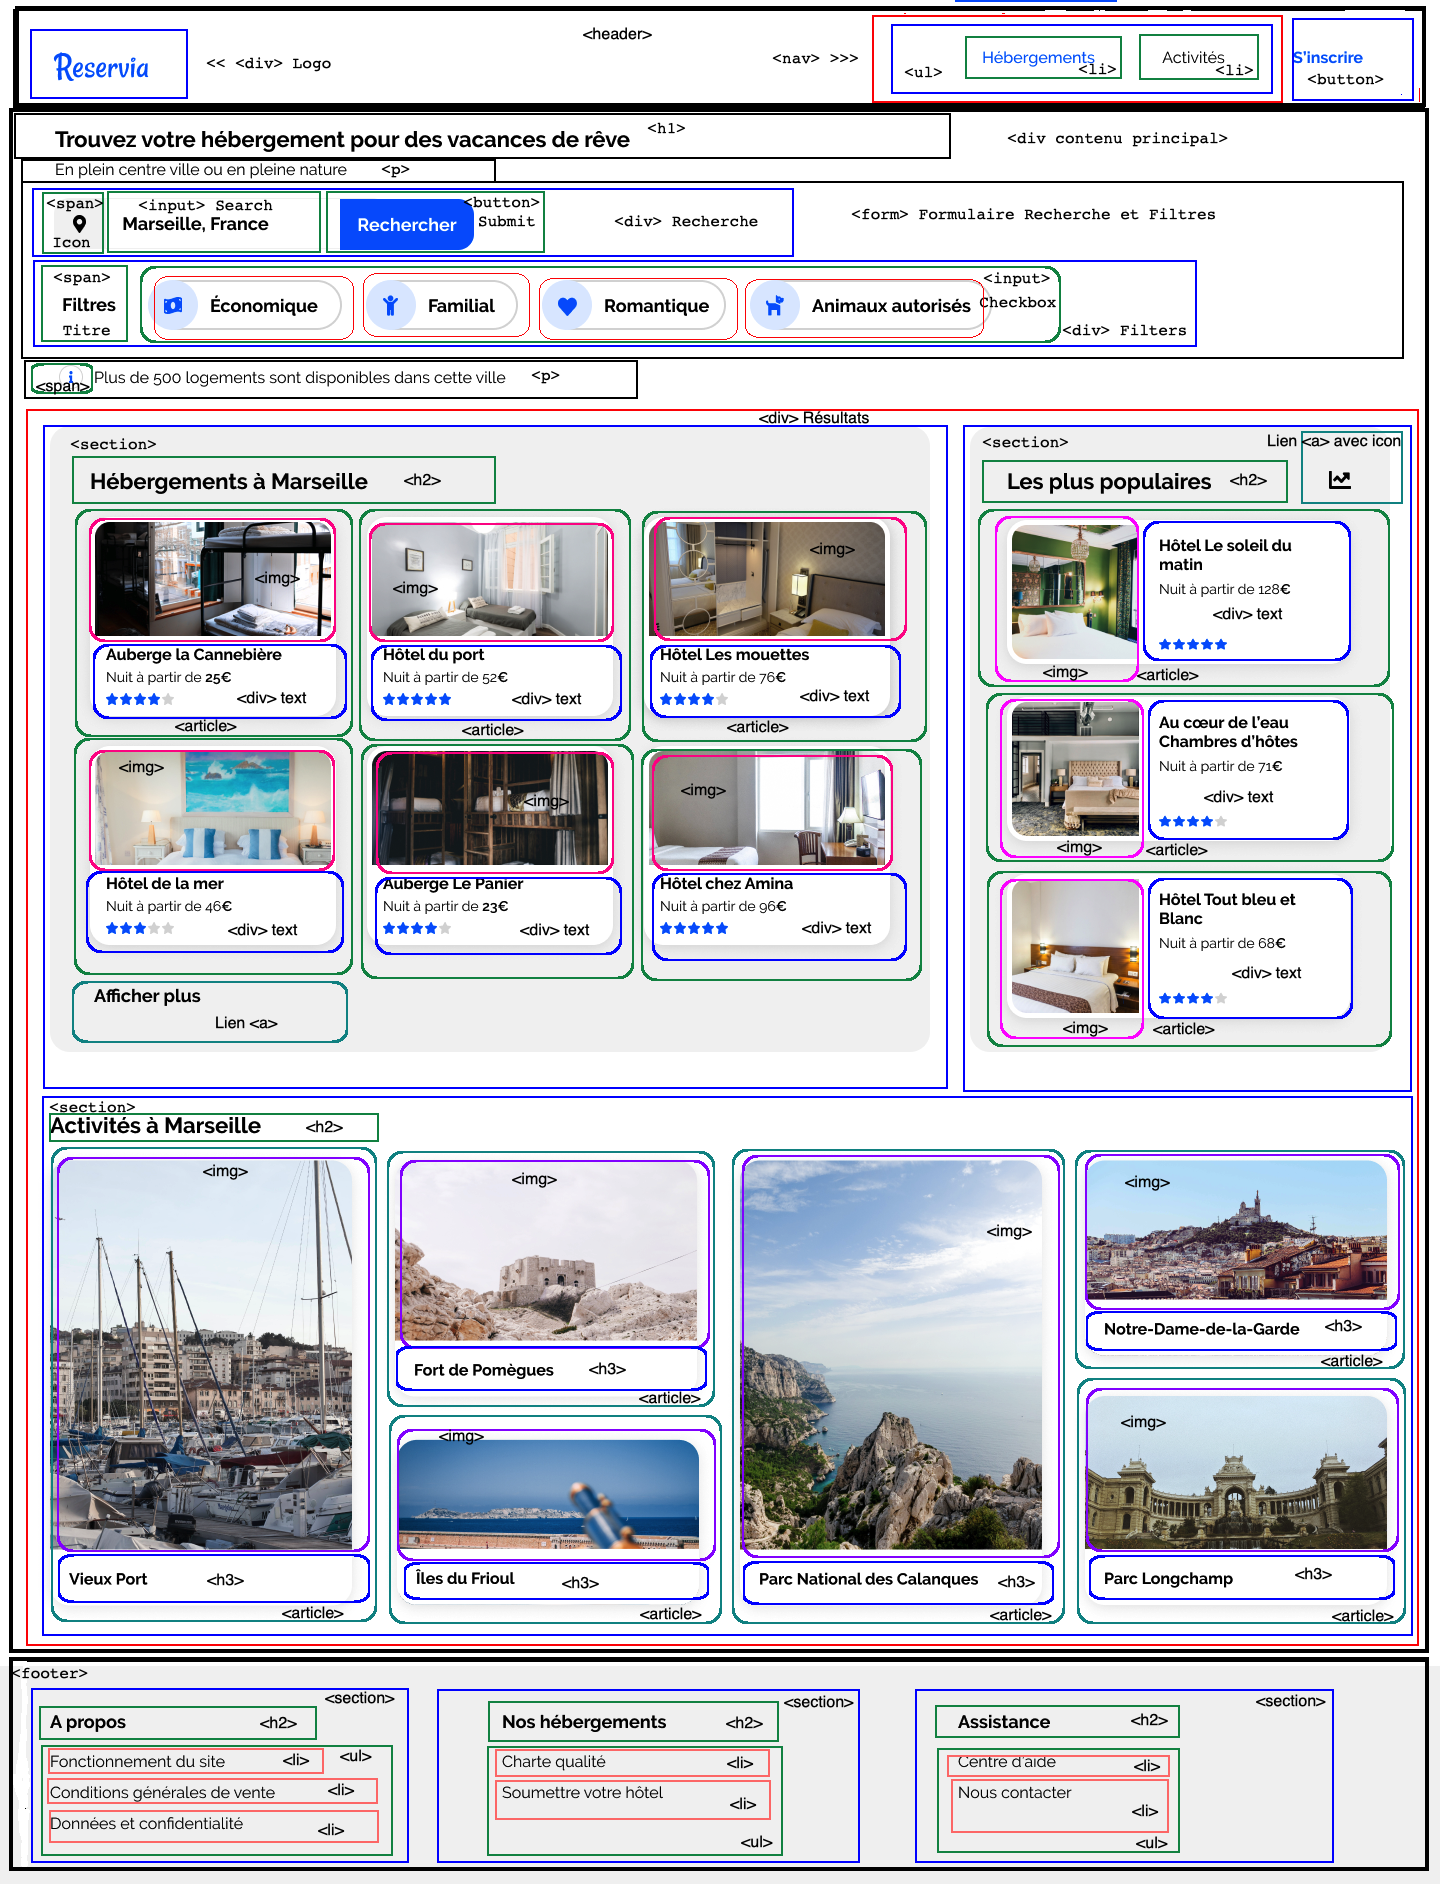 <header>
Reservia
<< <div> Logo
<nav> >>>
<ul>
Hébergements
<li>
Activités
<li>
S'inscrire
<button>
Trouvez votre hébergement pour des vacances de rêve
<h1>
<div contenu principal>
En plein centre ville ou en pleine nature
<p>
<span>
Icon
<input> Search
Marseille, France
Rechercher
<button>
Submit
<div> Recherche
<form> Formulaire Recherche et Filtres
<span>
Filtres
Titre
Économique
Familial
Romantique
Animaux autorisés
<input>
Checkbox
<div> Filters
<span>
Plus de 500 logements sont disponibles dans cette ville
<p>
<div> Résultats
<section>
Hébergements à Marseille
<h2>
<img>
Auberge la Cannebière
Nuit à partir de 25€
<div> text
<article>
<img>
Hôtel du port
Nuit à partir de 52€
<div> text
<article>
<img>
Hôtel Les mouettes
Nuit à partir de 76€
<div> text
<article>
<img>
Hôtel de la mer
Nuit à partir de 46€
<div> text
<img>
Auberge Le Panier
Nuit à partir de 23€
<div> text
<img>
Hôtel chez Amina
Nuit à partir de 96€
<div> text
Afficher plus
Lien <a>
<section>
Lien <a> avec icon
Les plus populaires
<h2>
Hôtel Le soleil du
matin
Nuit à partir de 128€
<div> text
<img>
<article>
Au cœur de l'eau
Chambres d'hôtes
Nuit à partir de 71€
<div> text
<img>
<article>
Hôtel Tout bleu et
Blanc
Nuit à partir de 68€
<div> text
<img>
<article>
<section>
Activités à Marseille
<h2>
<img>
Vieux Port
<h3>
<article>
<img>
Fort de Pomègues
<h3>
<article>
<img>
Îles du Frioul
<h3>
<article>
<img>
Parc National des Calanques
<h3>
<article>
<img>
Notre-Dame-de-la-Garde
<h3>
<article>
<img>
Parc Longchamp
<h3>
<article>
<footer>
<section>
A propos
<h2>
Fonctionnement du site
<li>
<ul>
Conditions générales de vente
<li>
Données et confidentialité
<li>
<section>
Nos hébergements
<h2>
Charte qualité
<li>
Soumettre votre hôtel
<li>
<ul>
<section>
Assistance
<h2>
Centre d'aide
<li>
Nous contacter
<li>
<ul>